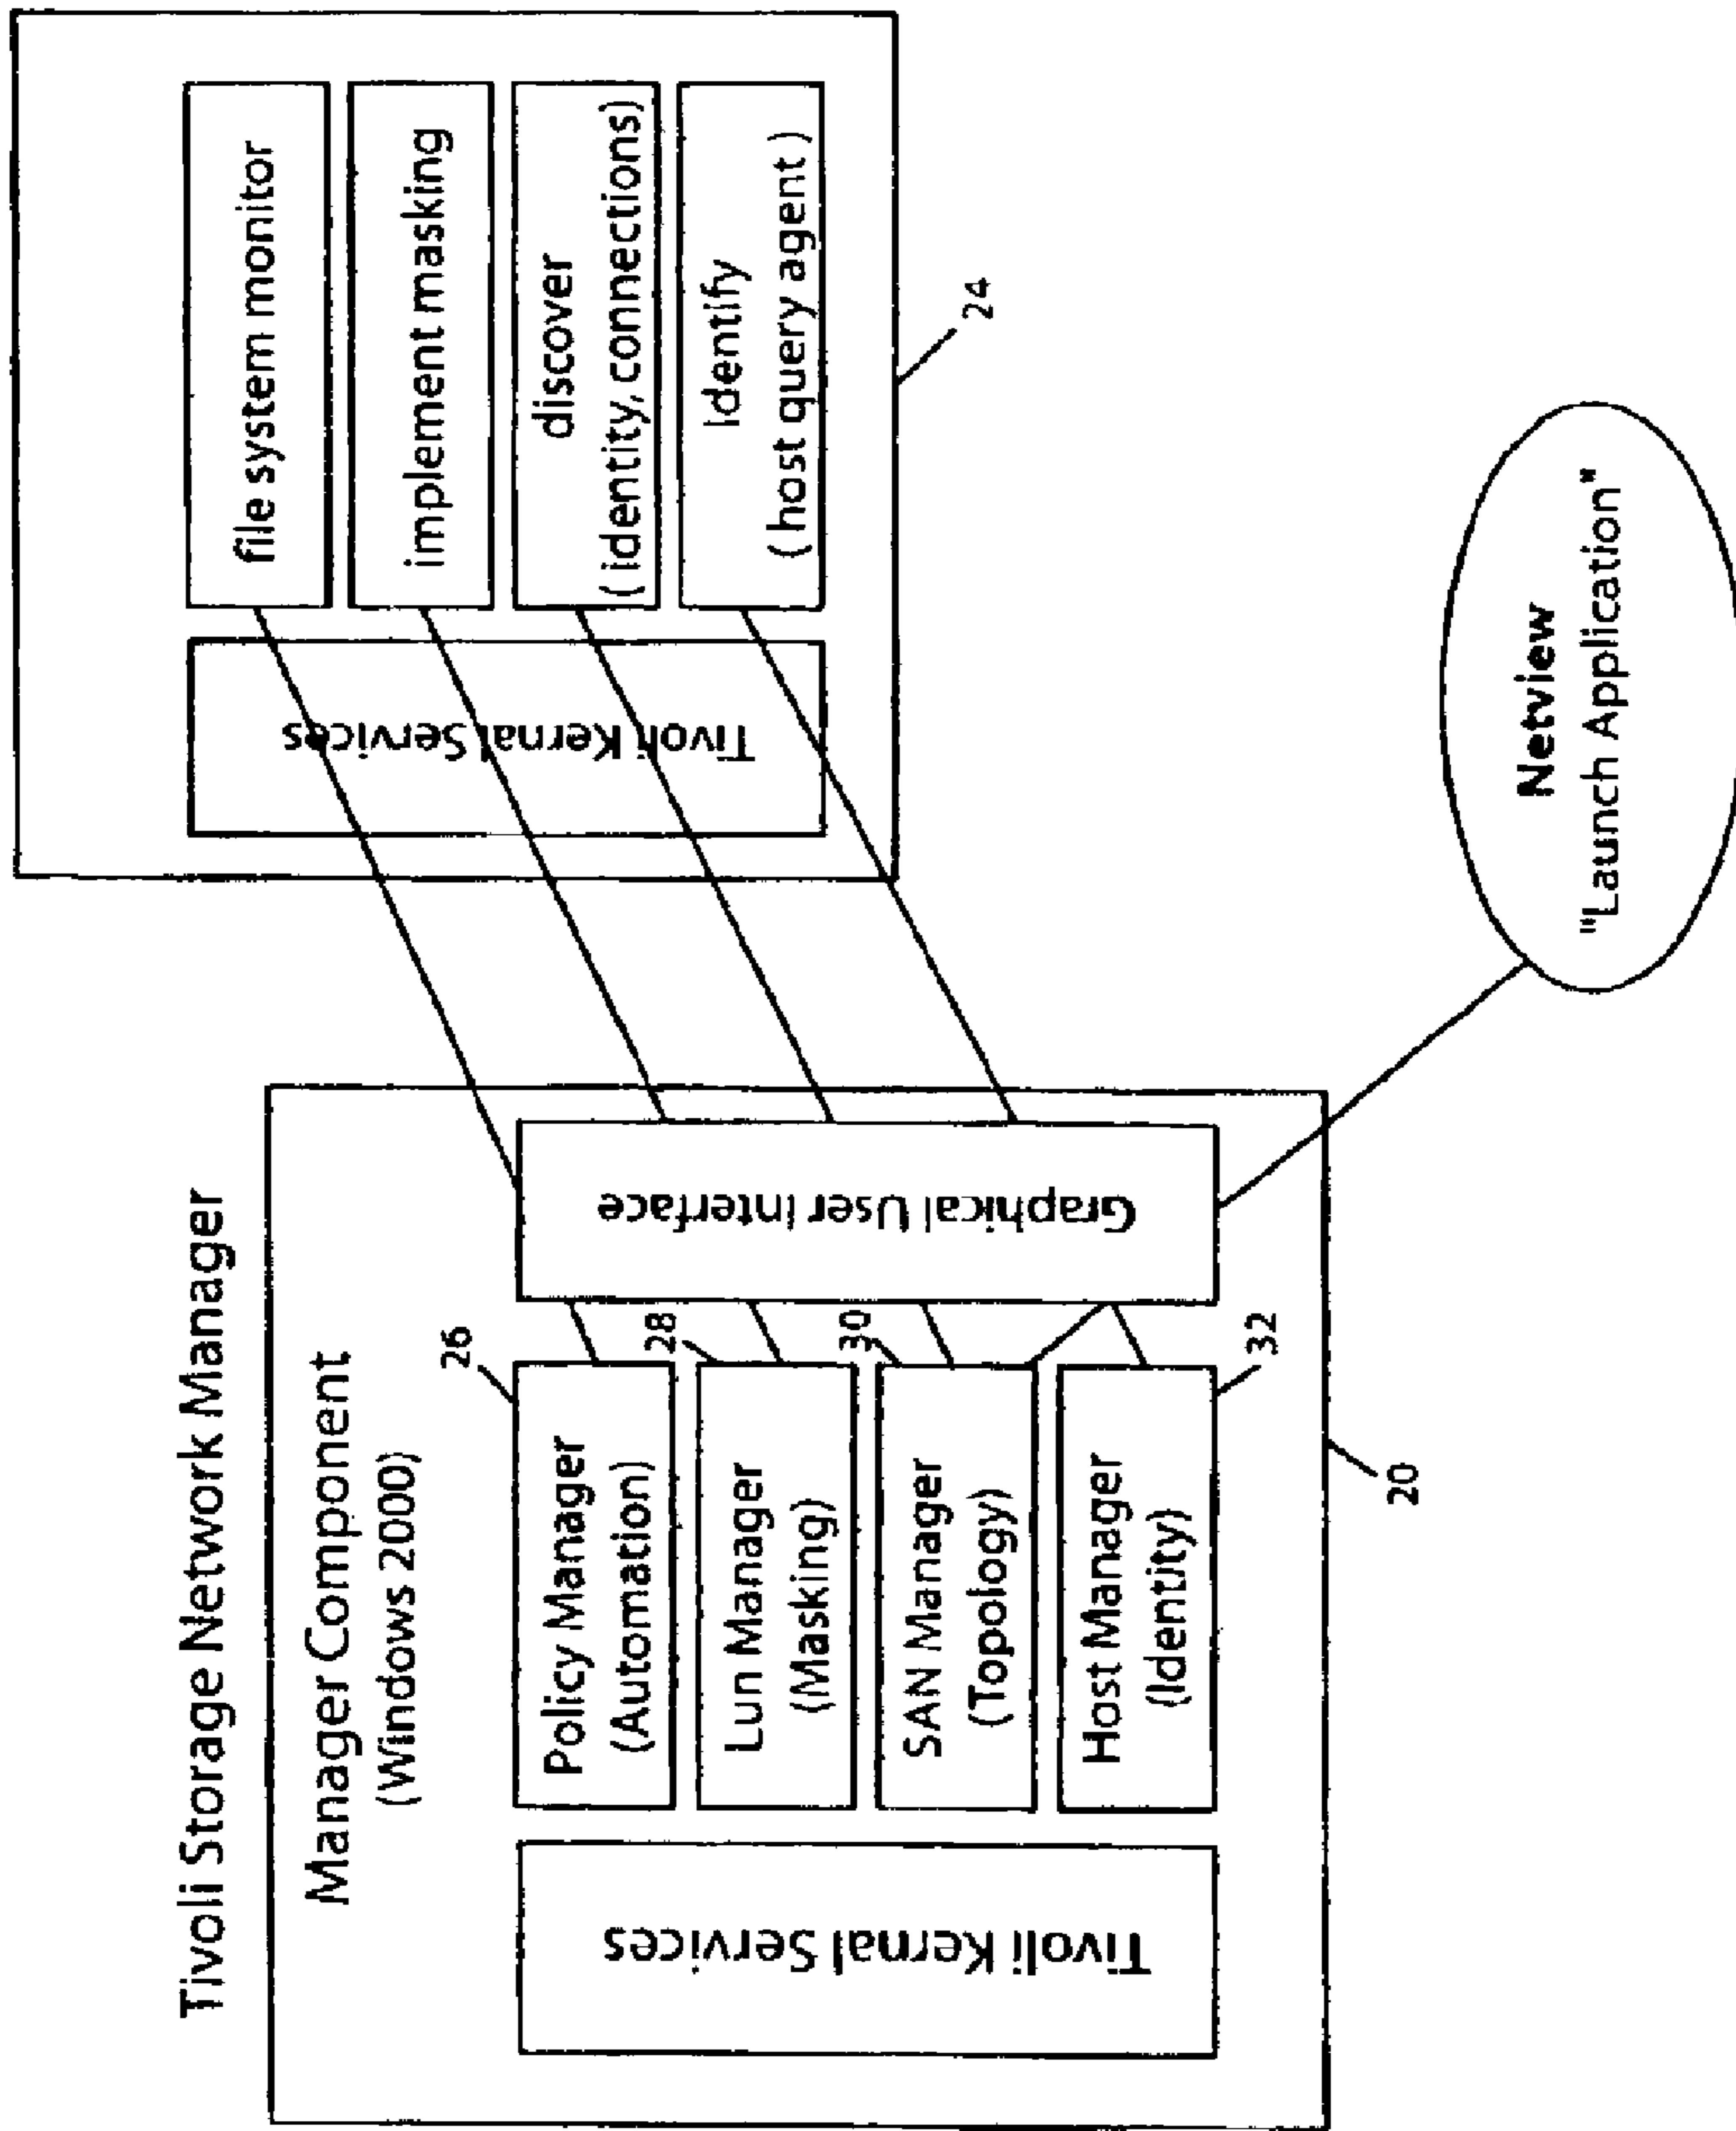 Tivoli Storage Network Manager
Manager Component
(Windows 2000)
Tivoli Kernal Services
Policy Manager
(Automation)
26
Lun Manager
(Masking)
28
SAN Manager
(Topology)
30
Host Manager
(Identity)
32
Graphical User Interface
20
Tivoli Kernal Services
file system monitor
implement masking
discover
(identity, connections)
Identify
(host query agent)
24
Netview
"Launch Application"